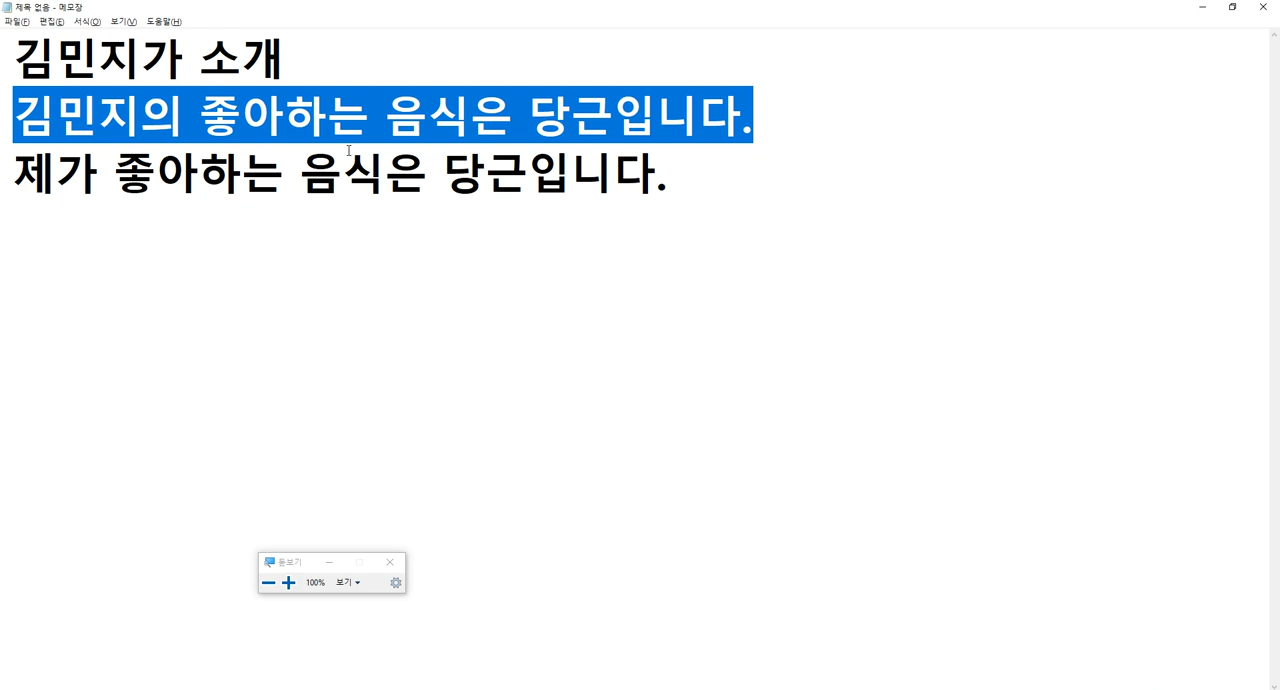 제목 없음 - 메모장
파일(F) 편집(E) 서식(O) 보기(V) 도움말(H)
김민지가 소개
김민지의 좋아하는 음식은 당근입니다.
제가 좋아하는 음식은 당근입니다.
돋보기
100% 보기